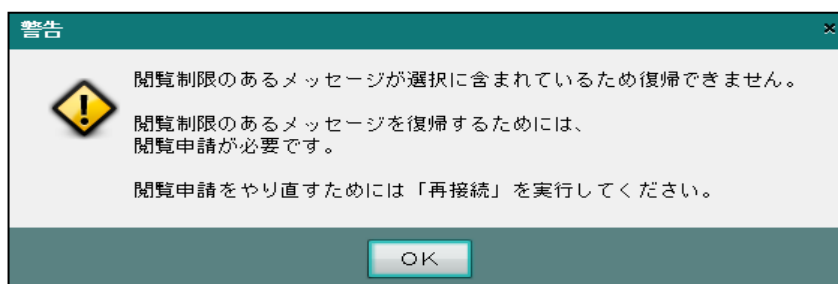 警告
×
閲覧制限のあるメッセージが選択に含まれているため復帰できません。
閲覧制限のあるメッセージを復帰するためには、
閲覧申請が必要です。
閲覧申請をやり直すためには「再接続」を実行してください。
OK